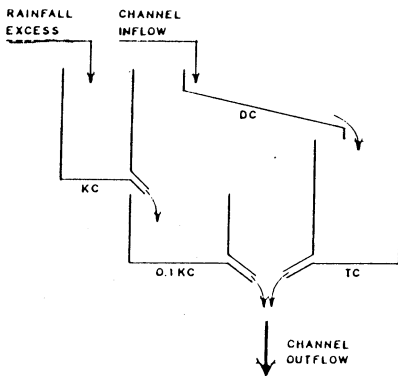 RAINFALL
EXCESS
CHANNEL
INFLOW
DC
KC
0.1 KC
TC
CHANNEL
OUTFLOW